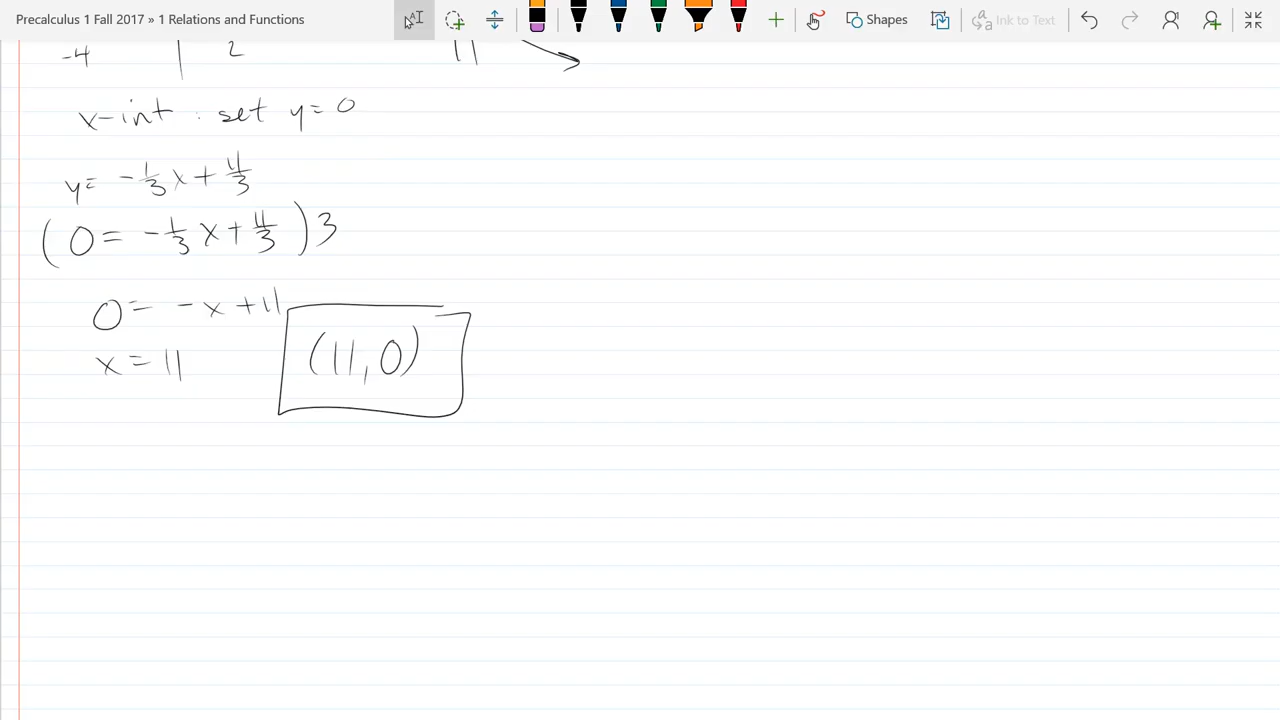 Precalculus 1 Fall 2017 » 1 Relations and Functions
Shapes
Ink to Text
-4 2 11
x-int : set y=0
y= -1/3 x + 11/3
( 0 = -1/3 x + 11/3 ) 3
0 = -x + 11
x = 11
(11, 0)